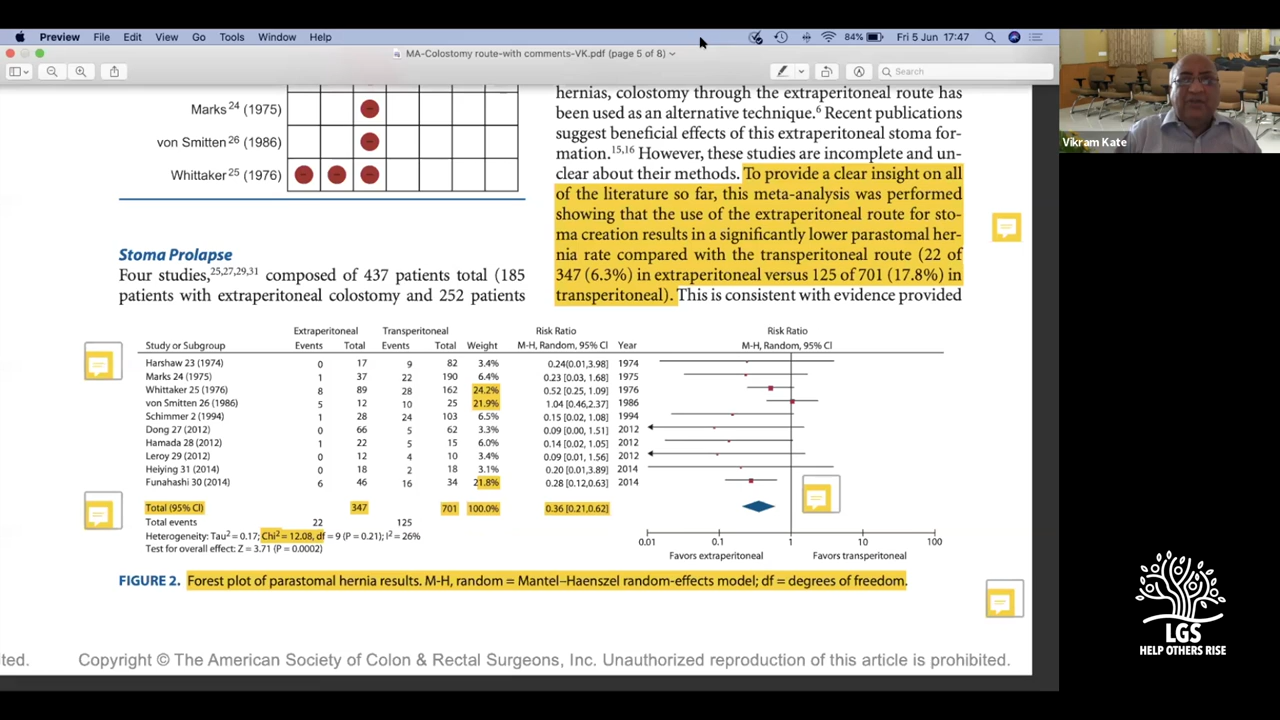 Preview File Edit View Go Tools Window Help 84% Fri 5 Jun 17:47
MA-Colostomy route-with comments-VK.pdf (page 5 of 8)
Search
Vikram Kate
Marks 24 (1975)
von Smitten 26 (1986)
Whittaker 25 (1976)
Stoma Prolapse
Four studies,25,27,29,31 composed of 437 patients total (185
patients with extraperitoneal colostomy and 252 patients
hernias, colostomy through the extraperitoneal route has
been used as an alternative technique.6 Recent publications
suggest beneficial effects of this extraperitoneal stoma for-
mation.15,16 However, these studies are incomplete and un-
clear about their methods. To provide a clear insight on all
of the literature so far, this meta-analysis was performed
showing that the use of the extraperitoneal route for sto-
ma creation results in a significantly lower parastomal her-
nia rate compared with the transperitoneal route (22 of
347 (6.3%) in extraperitoneal versus 125 of 701 (17.8%) in
transperitoneal). This is consistent with evidence provided
Extraperitoneal Transperitoneal Risk Ratio Risk Ratio
Study or Subgroup Events Total Events Total Weight M-H, Random, 95% CI Year M-H, Random, 95% CI
Harshaw 23 (1974) 0 17 9 82 3.4% 0.24(0.01,3.98] 1974
Marks 24 (1975) 1 37 22 190 6.4% 0.23 [0.03, 1.68] 1975
Whittaker 25 (1976) 8 89 28 162 24.2% 0.52 [0.25, 1.09] 1976
von Smitten 26 (1986) 5 12 10 25 21.9% 1.04 [0.46,2.37] 1986
Schimmer 2 (1994) 1 28 24 103 6.5% 0.15 [0.02, 1.08] 1994
Dong 27 (2012) 0 66 5 62 3.3% 0.09 [0.00, 1.51] 2012
Hamada 28 (2012) 1 22 5 15 6.0% 0.14 [0.02, 1.05] 2012
Leroy 29 (2012) 0 12 4 10 3.4% 0.09 [0.01, 1.56] 2012
Heiying 31 (2014) 0 18 2 18 3.1% 0.20 [0.01,3.89] 2014
Funahashi 30 (2014) 6 46 16 34 21.8% 0.28 [0.12,0.63] 2014
Total (95% CI) 347 701 100.0% 0.36 [0.21,0.62]
Total events 22 125
Heterogeneity: Tau2 = 0.17; Chi2 = 12.08, df = 9 (P = 0.21); I2 = 26%
Test for overall effect: Z = 3.71 (P = 0.0002)
0.01 0.1 1 10 100
Favors extraperitoneal Favors transperitoneal
FIGURE 2. Forest plot of parastomal hernia results. M-H, random = Mantel–Haenszel random-effects model; df = degrees of freedom.
ted. Copyright © The American Society of Colon & Rectal Surgeons, Inc. Unauthorized reproduction of this article is prohibited.
LGS
HELP OTHERS RISE